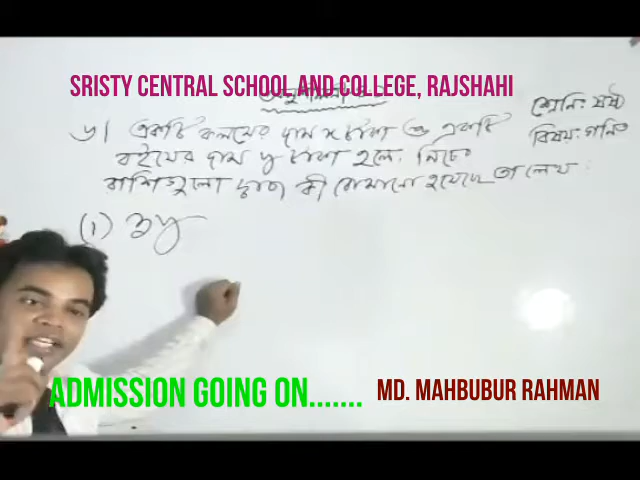 SRISTY CENTRAL SCHOOL AND COLLEGE, RAJSHAHI
শ্রেনি: ষষ্ঠ
বিষয়: গনিত
৬। একটি কলমের দাম x টাকা ও একটি
বইয়ের দাম y টাকা হলে, নিচের
রাশিগুলো দ্বারা কী বোঝানো হয়েছে তা লেখ:
(i) 3y
ADMISSION GOING ON.......
MD. MAHBUBUR RAHMAN